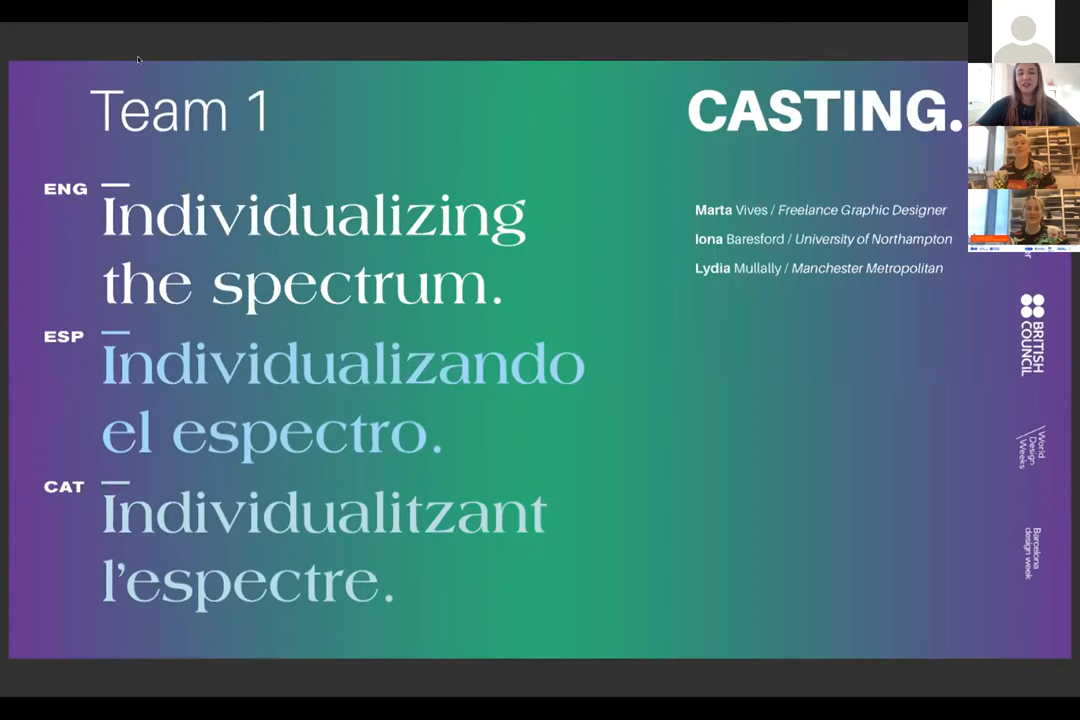 Team 1
CASTING.
ENG
Individualizing
the spectrum.
ESP
Individualizando
el espectro.
CAT
Individualitzant
l’espectre.
Marta Vives / Freelance Graphic Designer
Iona Baresford / University of Northampton
Lydia Mullally / Manchester Metropolitan
BRITISH
COUNCIL
World
Design
Weeks
Barcelona
design week